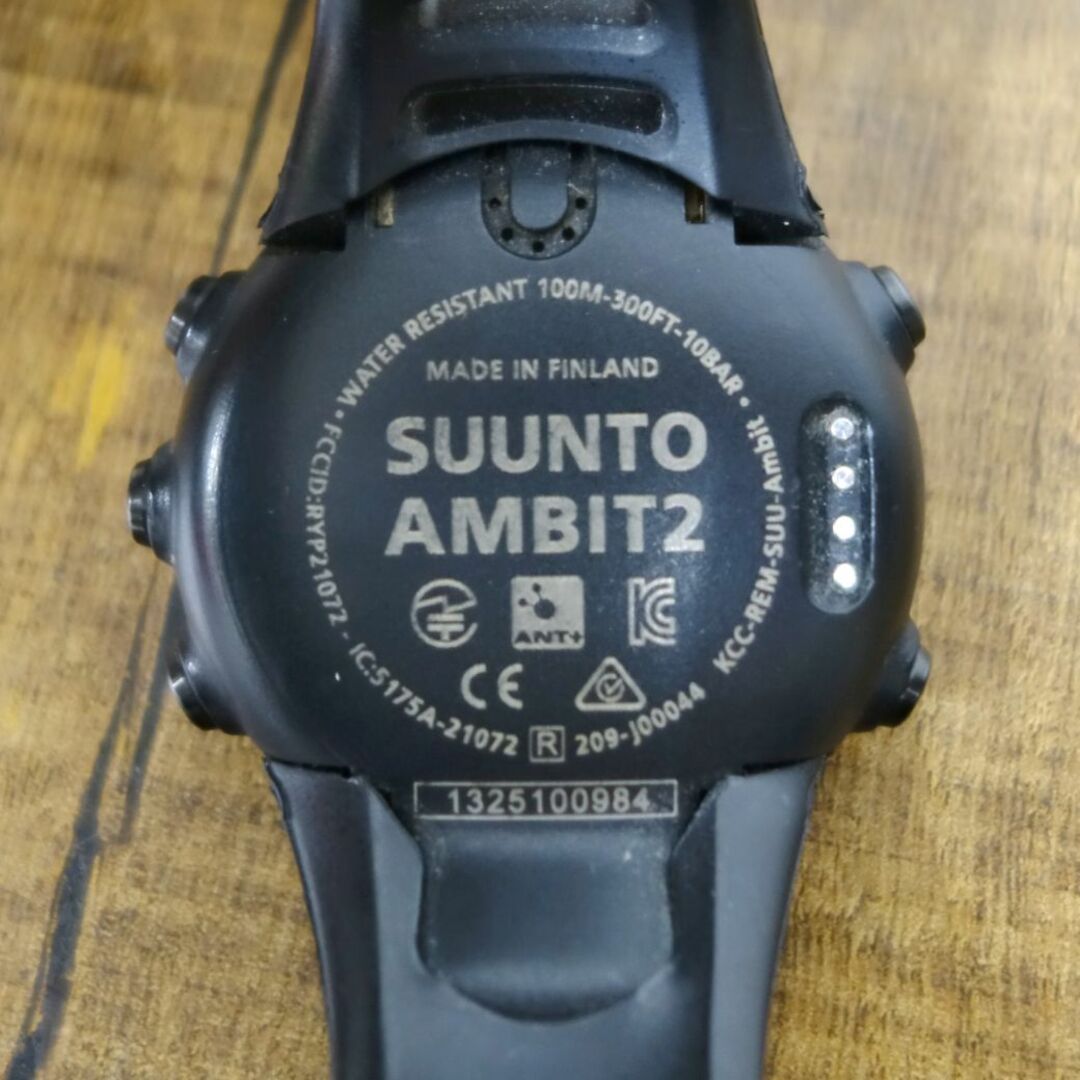 • WATER RESISTANT 100M-300FT-10BAR •
KCC-REM-SUU-Ambit
FCCID:RYP21072 - IC:5175A-21072 R 209-J00044
MADE IN FINLAND
SUUNTO
AMBIT2
ANT+
CE
1325100984